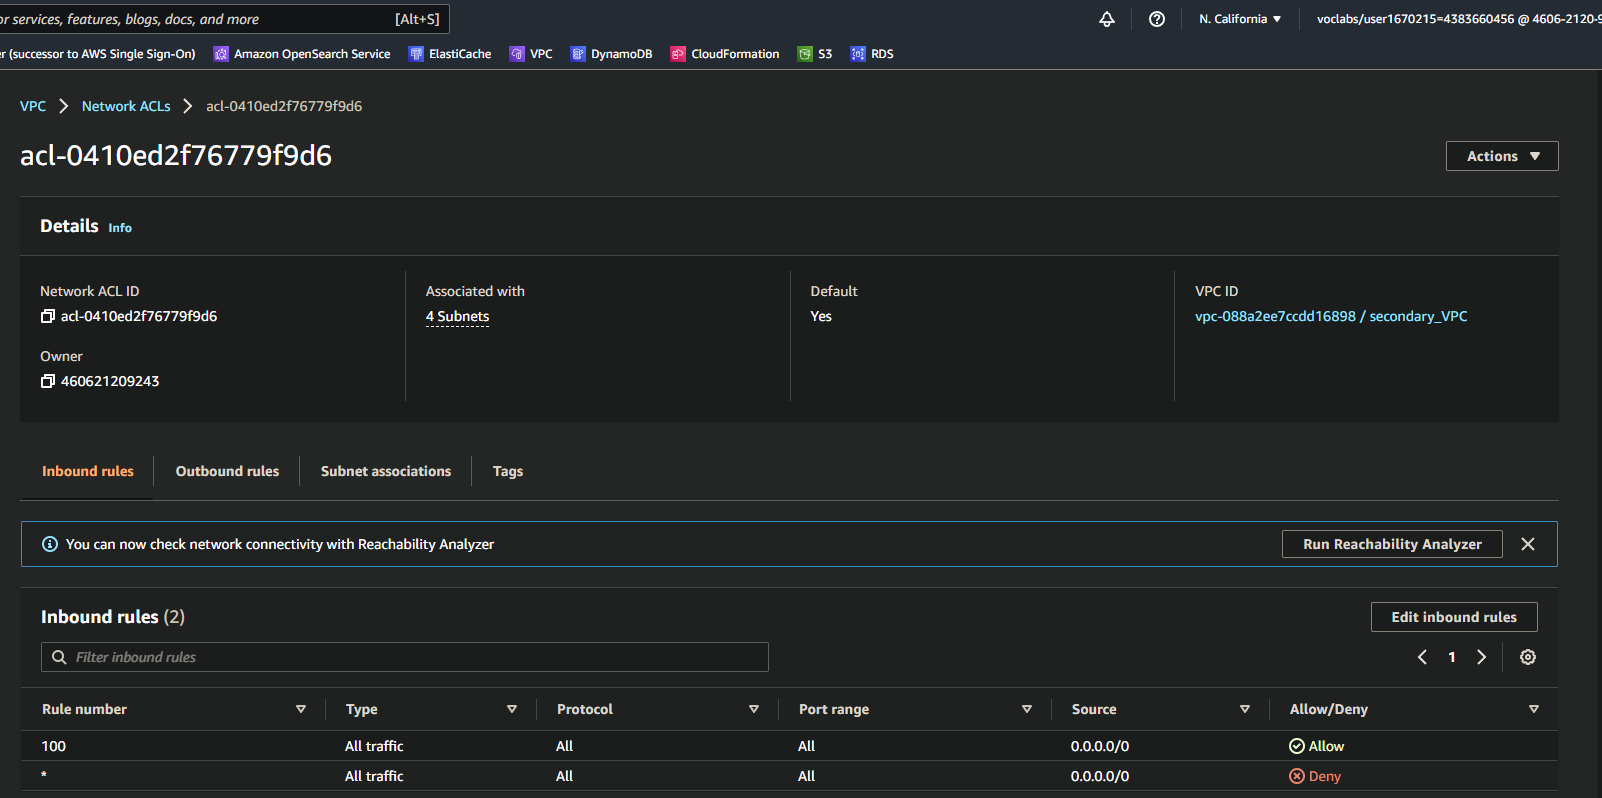 or services, features, blogs, docs, and more [Alt+S] N. California voclabs/user1670215=4383660456 @ 4606-2120-9
er (successor to AWS Single Sign-On) Amazon OpenSearch Service ElastiCache VPC DynamoDB CloudFormation S3 RDS
VPC Network ACLs acl-0410ed2f76779f9d6
acl-0410ed2f76779f9d6 Actions
Details Info
Network ACL ID Associated with Default VPC ID
acl-0410ed2f76779f9d6 4 Subnets Yes vpc-088a2ee7ccdd16898 / secondary_VPC
Owner
460621209243
Inbound rules Outbound rules Subnet associations Tags
You can now check network connectivity with Reachability Analyzer Run Reachability Analyzer
Inbound rules (2) Edit inbound rules
Filter inbound rules 1
Rule number Type Protocol Port range Source Allow/Deny
100 All traffic All All 0.0.0.0/0 Allow
* All traffic All All 0.0.0.0/0 Deny